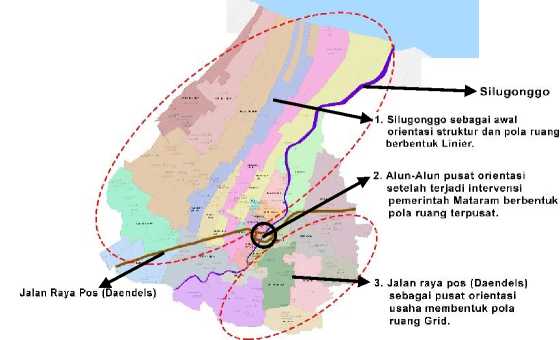 Silugonggo
1. Silugonggo sebagai awal
orientasi struktur dan pola ruang
berbentuk Linier.
2. Alun-Alun pusat orientasi
setelah terjadi intervensi
pemerintah Mataram berbentuk
pola ruang terpusat.
Jalan Raya Pos (Daendels)
3. Jalan raya pos (Daendels)
sebagai pusat orientasi
usaha membentuk pola
ruang Grid.